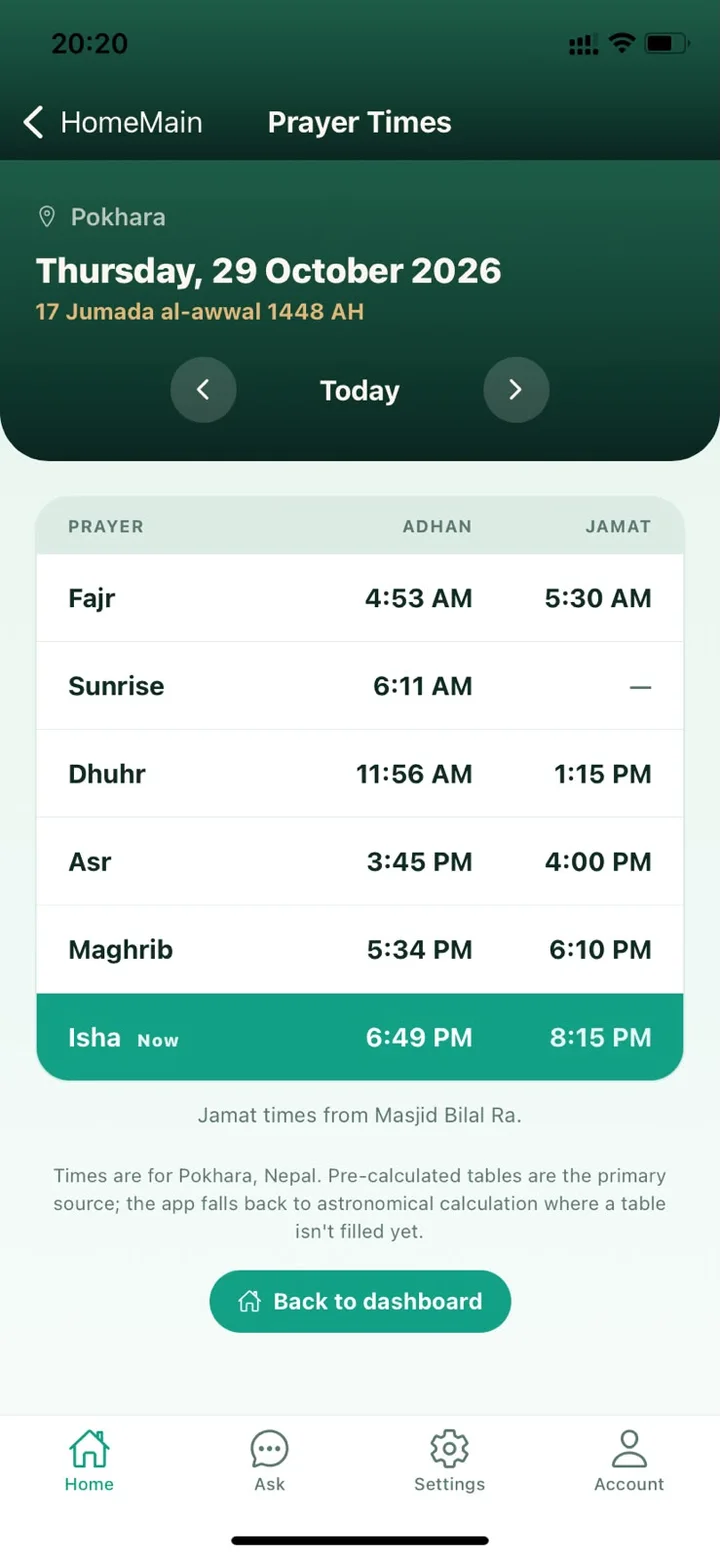 20:20
HomeMain Prayer Times
Pokhara
Thursday, 29 October 2026
17 Jumada al-awwal 1448 AH
Today
PRAYER ADHAN JAMAT
Fajr 4:53 AM 5:30 AM
Sunrise 6:11 AM —
Dhuhr 11:56 AM 1:15 PM
Asr 3:45 PM 4:00 PM
Maghrib 5:34 PM 6:10 PM
Isha Now 6:49 PM 8:15 PM
Jamat times from Masjid Bilal Ra.
Times are for Pokhara, Nepal. Pre-calculated tables are the primary
source; the app falls back to astronomical calculation where a table
isn't filled yet.
Back to dashboard
Home Ask Settings Account